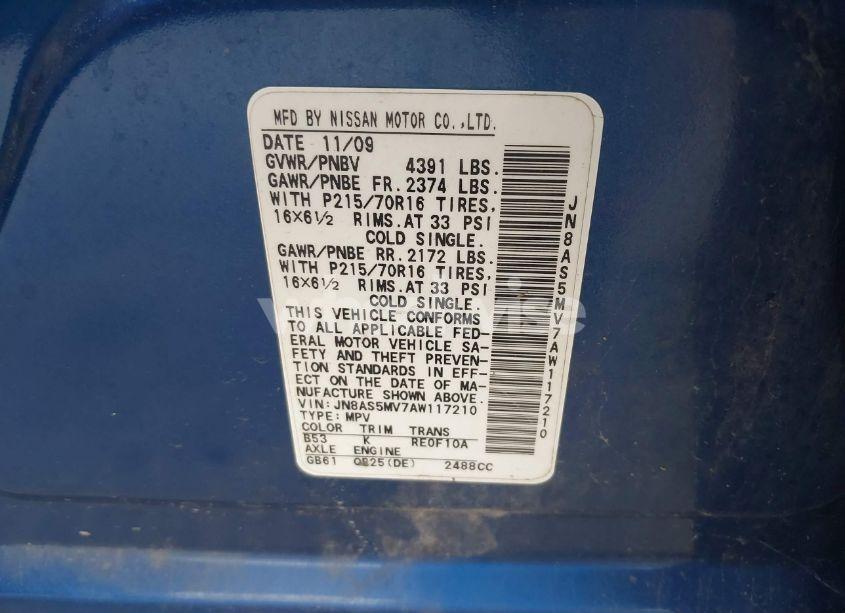 MFD BY NISSAN MOTOR CO.,LTD.
DATE 11/09
GVWR/PNBV 4391 LBS.
GAWR/PNBE FR. 2374 LBS.
WITH P215/70R16 TIRES,
16X6½ RIMS.AT 33 PSI
COLD SINGLE.
GAWR/PNBE RR. 2172 LBS.
WITH P215/70R16 TIRES,
16X6½ RIMS.AT 33 PSI
COLD SINGLE.
THIS VEHICLE CONFORMS
TO ALL APPLICABLE FED-
ERAL MOTOR VEHICLE SA-
FETY AND THEFT PREVEN-
TION STANDARDS IN EFF-
ECT ON THE DATE OF MA-
NUFACTURE SHOWN ABOVE.
VIN: JN8AS5MV7AW117210
TYPE: MPV
COLOR TRIM TRANS
B53 K RE0F10A
AXLE ENGINE
GB61 QR25(DE) 2488CC
JN8AS5MV7AW117210